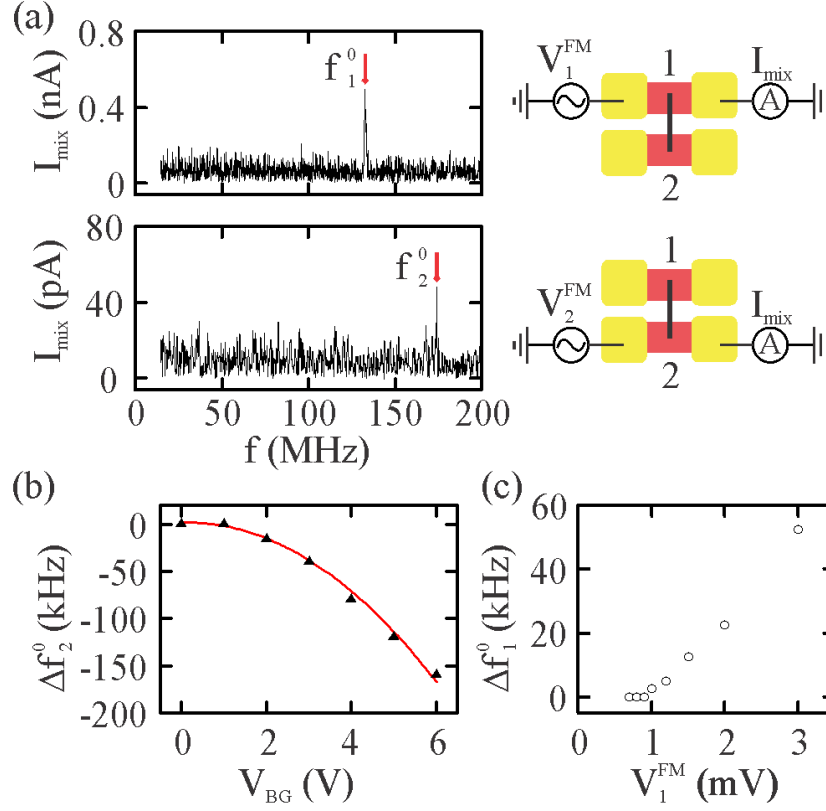 (a)
0.8
0.4
0
I_mix (nA)
f_1^0
V_1^FM
1
I_mix
A
2
80
40
0
I_mix (pA)
f_2^0
0 50 100 150 200
f (MHz)
1
V_2^FM
I_mix
A
2
(b)
0
-50
-100
-150
-200
Δf_2^0 (kHz)
0 2 4 6
V_BG (V)
(c)
60
40
20
0
Δf_1^0 (kHz)
1 2 3
V_1^FM (mV)